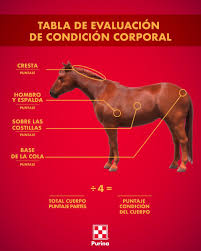 TABLA DE EVALUACIÓN
DE CONDICIÓN CORPORAL
CRESTA
PUNTAJE
HOMBRO
Y ESPALDA
PUNTAJE
SOBRE LAS
COSTILLAS
PUNTAJE
BASE
DE LA COLA
PUNTAJE
÷ 4 =
TOTAL CUERPO
PUNTAJE PARTES
PUNTAJE
CONDICIÓN
DEL CUERPO
Purina